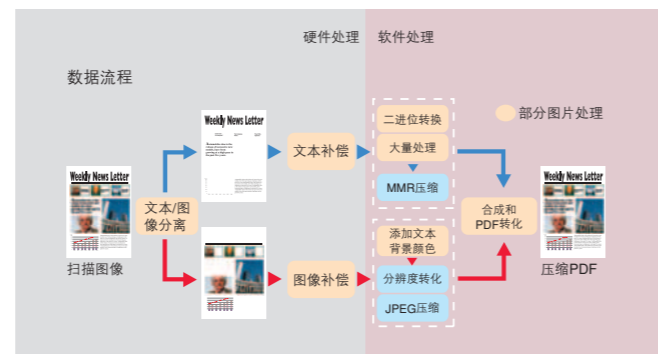 硬件处理 软件处理
数据流程
部分图片处理
Weekly News Letter
二进位转换
文本补偿
大量处理
MMR压缩
Weekly News Letter
文本/图
像分离
扫描图像
合成和
PDF转化
Weekly News Letter
压缩PDF
添加文本
背景颜色
图像补偿
分辨度转化
JPEG压缩